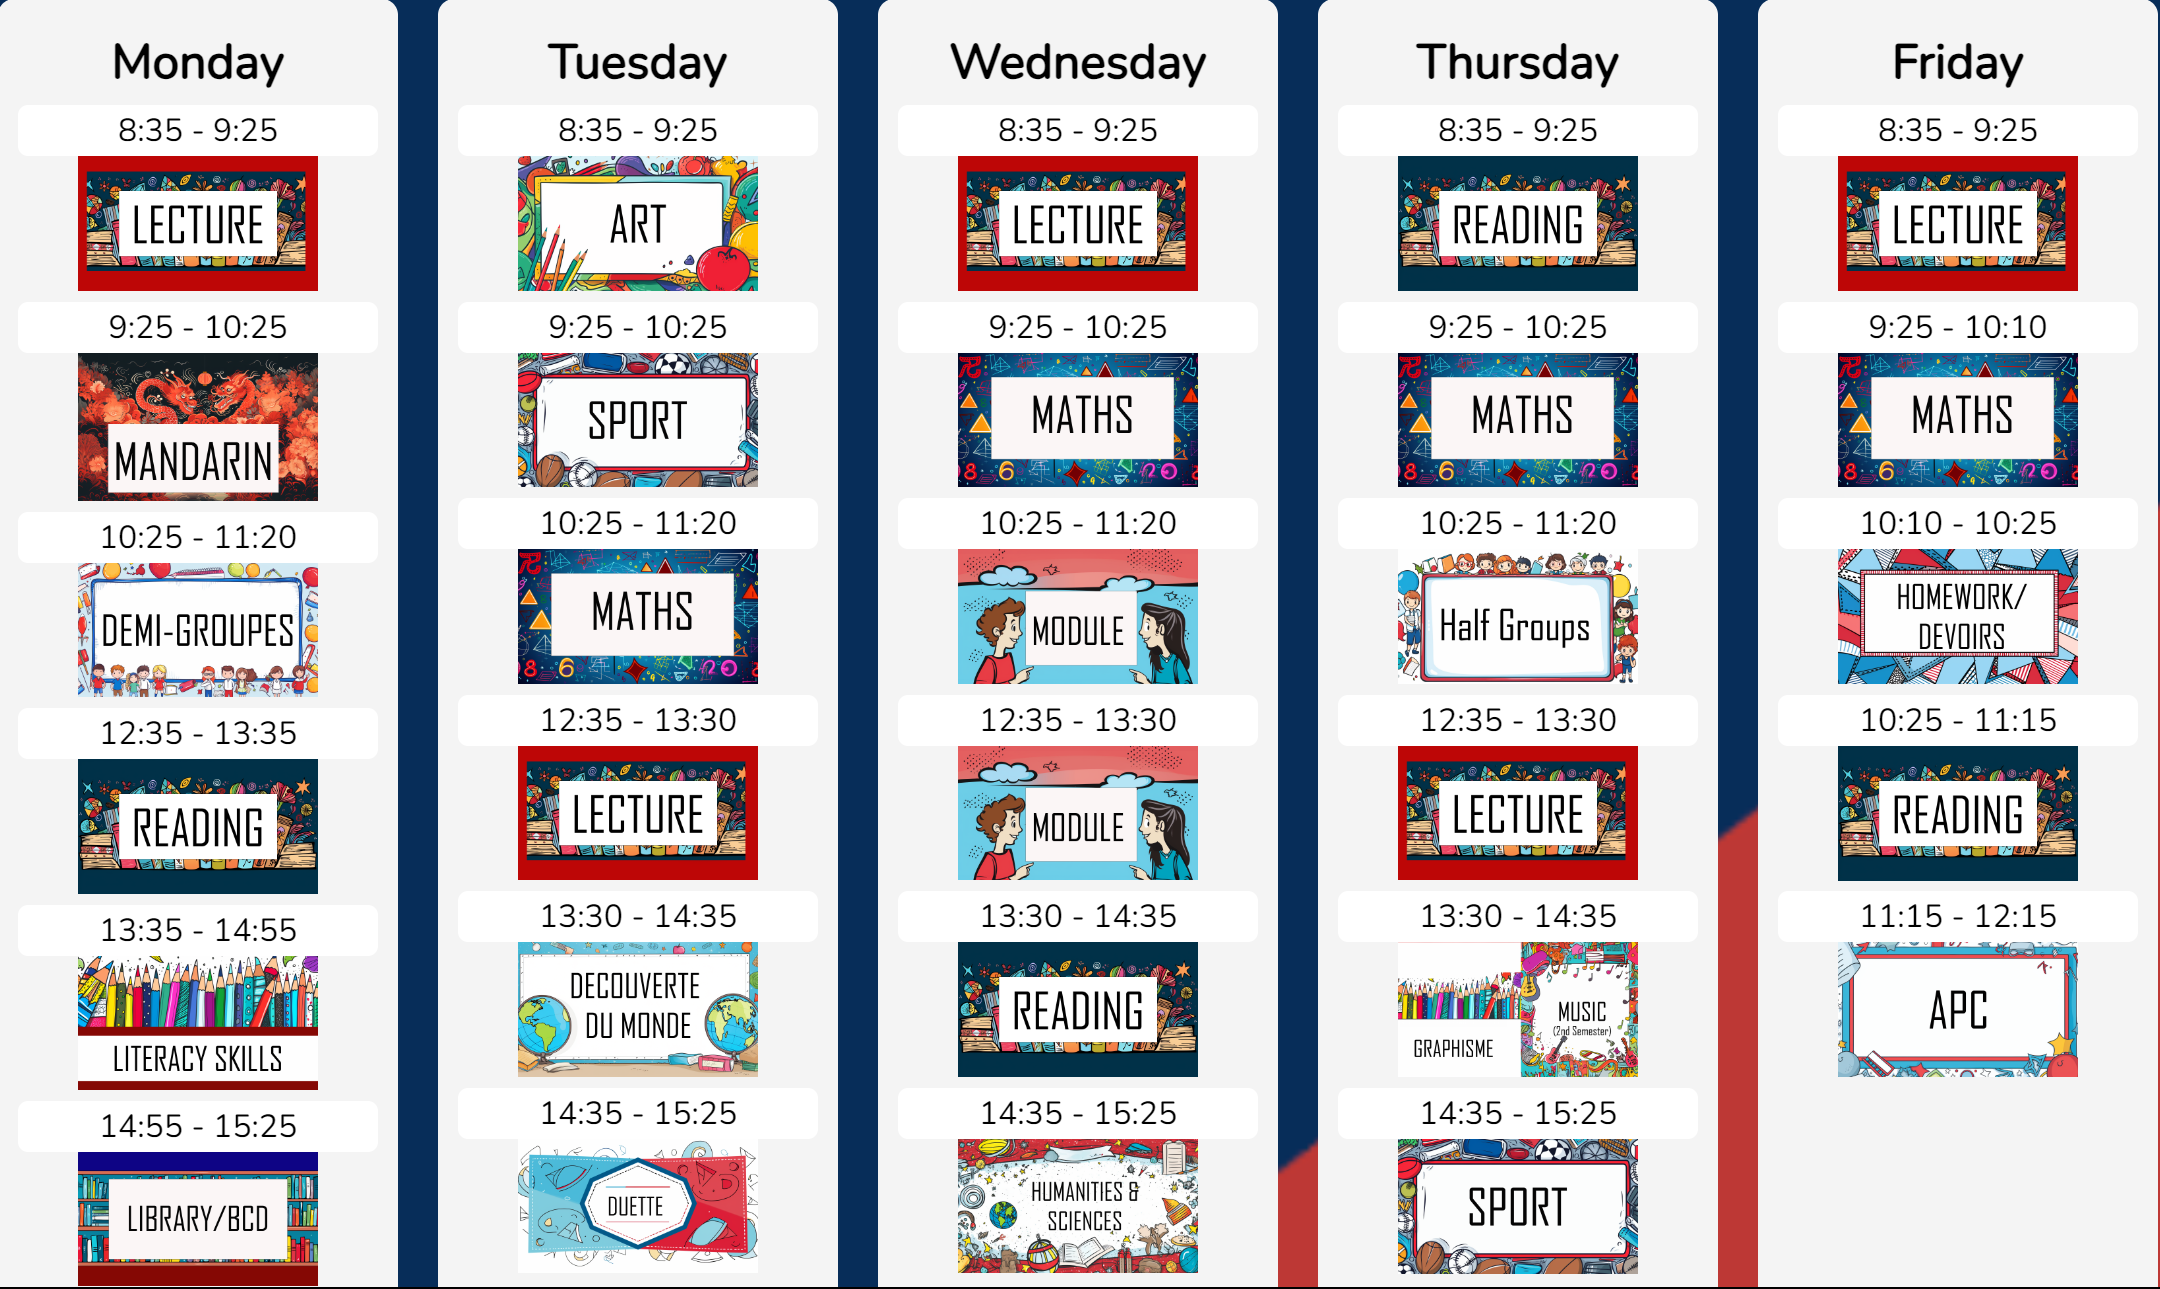 Monday
8:35 - 9:25
LECTURE
9:25 - 10:25
MANDARIN
10:25 - 11:20
DEMI-GROUPES
12:35 - 13:35
READING
13:35 - 14:55
LITERACY SKILLS
14:55 - 15:25
LIBRARY/BCD
Tuesday
8:35 - 9:25
ART
9:25 - 10:25
SPORT
10:25 - 11:20
MATHS
12:35 - 13:30
LECTURE
13:30 - 14:35
DECOUVERTE
DU MONDE
14:35 - 15:25
DUETTE
Wednesday
8:35 - 9:25
LECTURE
9:25 - 10:25
MATHS
10:25 - 11:20
MODULE
12:35 - 13:30
MODULE
13:30 - 14:35
READING
14:35 - 15:25
HUMANITIES &
SCIENCES
Thursday
8:35 - 9:25
READING
9:25 - 10:25
MATHS
10:25 - 11:20
Half Groups
12:35 - 13:30
LECTURE
13:30 - 14:35
GRAPHISME
MUSIC
(2nd Semester)
14:35 - 15:25
SPORT
Friday
8:35 - 9:25
LECTURE
9:25 - 10:10
MATHS
10:10 - 10:25
HOMEWORK/
DEVOIRS
10:25 - 11:15
READING
11:15 - 12:15
APC